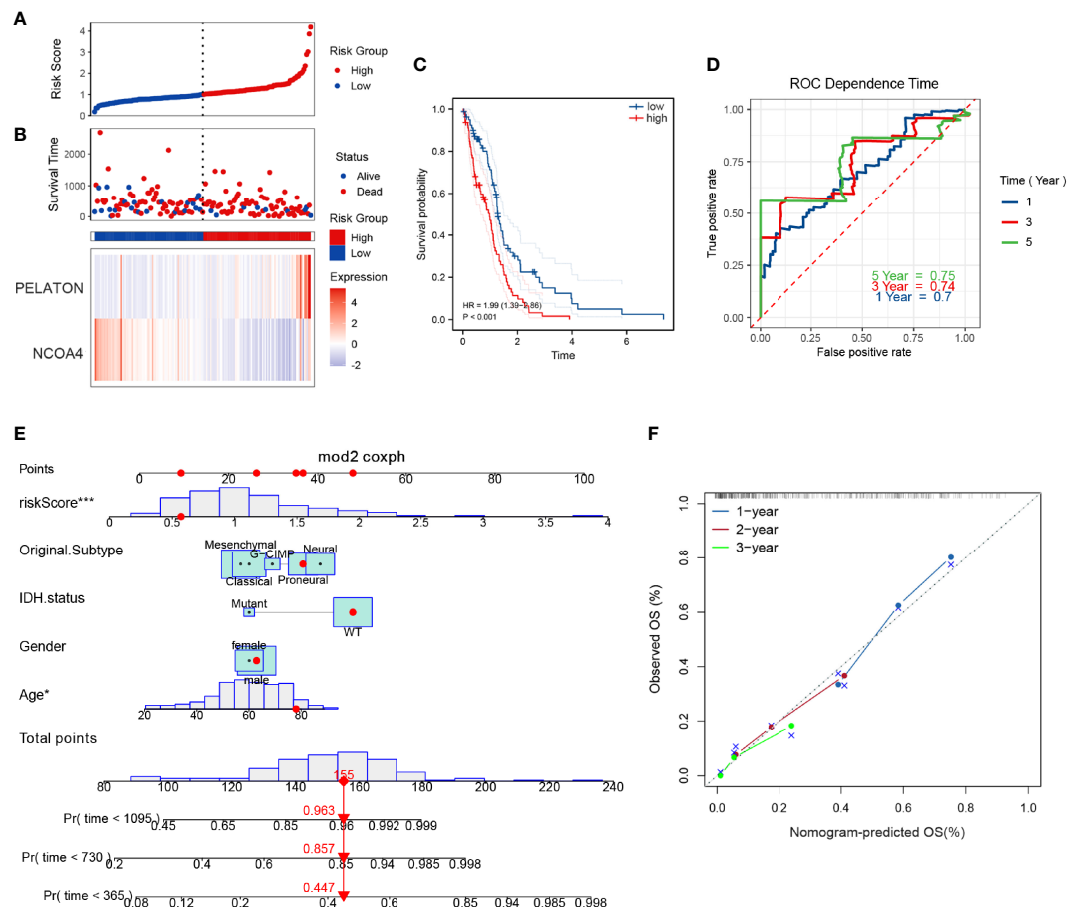 A
Risk Score
4
3
2
1
0
Risk Group
High
Low
B
Survival Time
2000
1000
0
Status
Alive
Dead
Risk Group
High
Low
PELATON
NCOA4
Expression
4
2
0
-2
C
Survival probability
1.0
0.8
0.6
0.4
0.2
0.0
low
high
HR = 1.99 (1.39-2.86)
P < 0.001
0 2 4 6
Time
D
ROC Dependence Time
True positive rate
1.00
0.75
0.50
0.25
0.00
5 Year = 0.75
3 Year = 0.74
1 Year = 0.7
0.00 0.25 0.50 0.75 1.00
False positive rate
Time ( Year )
1
3
5
E
mod2 coxph
Points
0 20 40 60 80 100
riskScore***
0 0.5 1 1.5 2 2.5 3 3.5 4
Original.Subtype
Mesenchymal G-CIMP Neural
Classical Proneural
IDH.status
Mutant
WT
Gender
female
male
Age*
20 40 60 80
Total points
155
80 100 120 140 160 180 200 220 240
0.963
Pr( time < 1095 )
0.45 0.65 0.85 0.96 0.992 0.999
0.857
Pr( time < 730 )
0.2 0.4 0.6 0.85 0.94 0.985 0.998
0.447
Pr( time < 365 )
0.08 0.12 0.2 0.4 0.6 0.85 0.94 0.985 0.998
F
Observed OS (%)
1.0
0.8
0.6
0.4
0.2
0.0
1-year
2-year
3-year
0.0 0.2 0.4 0.6 0.8 1.0
Nomogram-predicted OS(%)